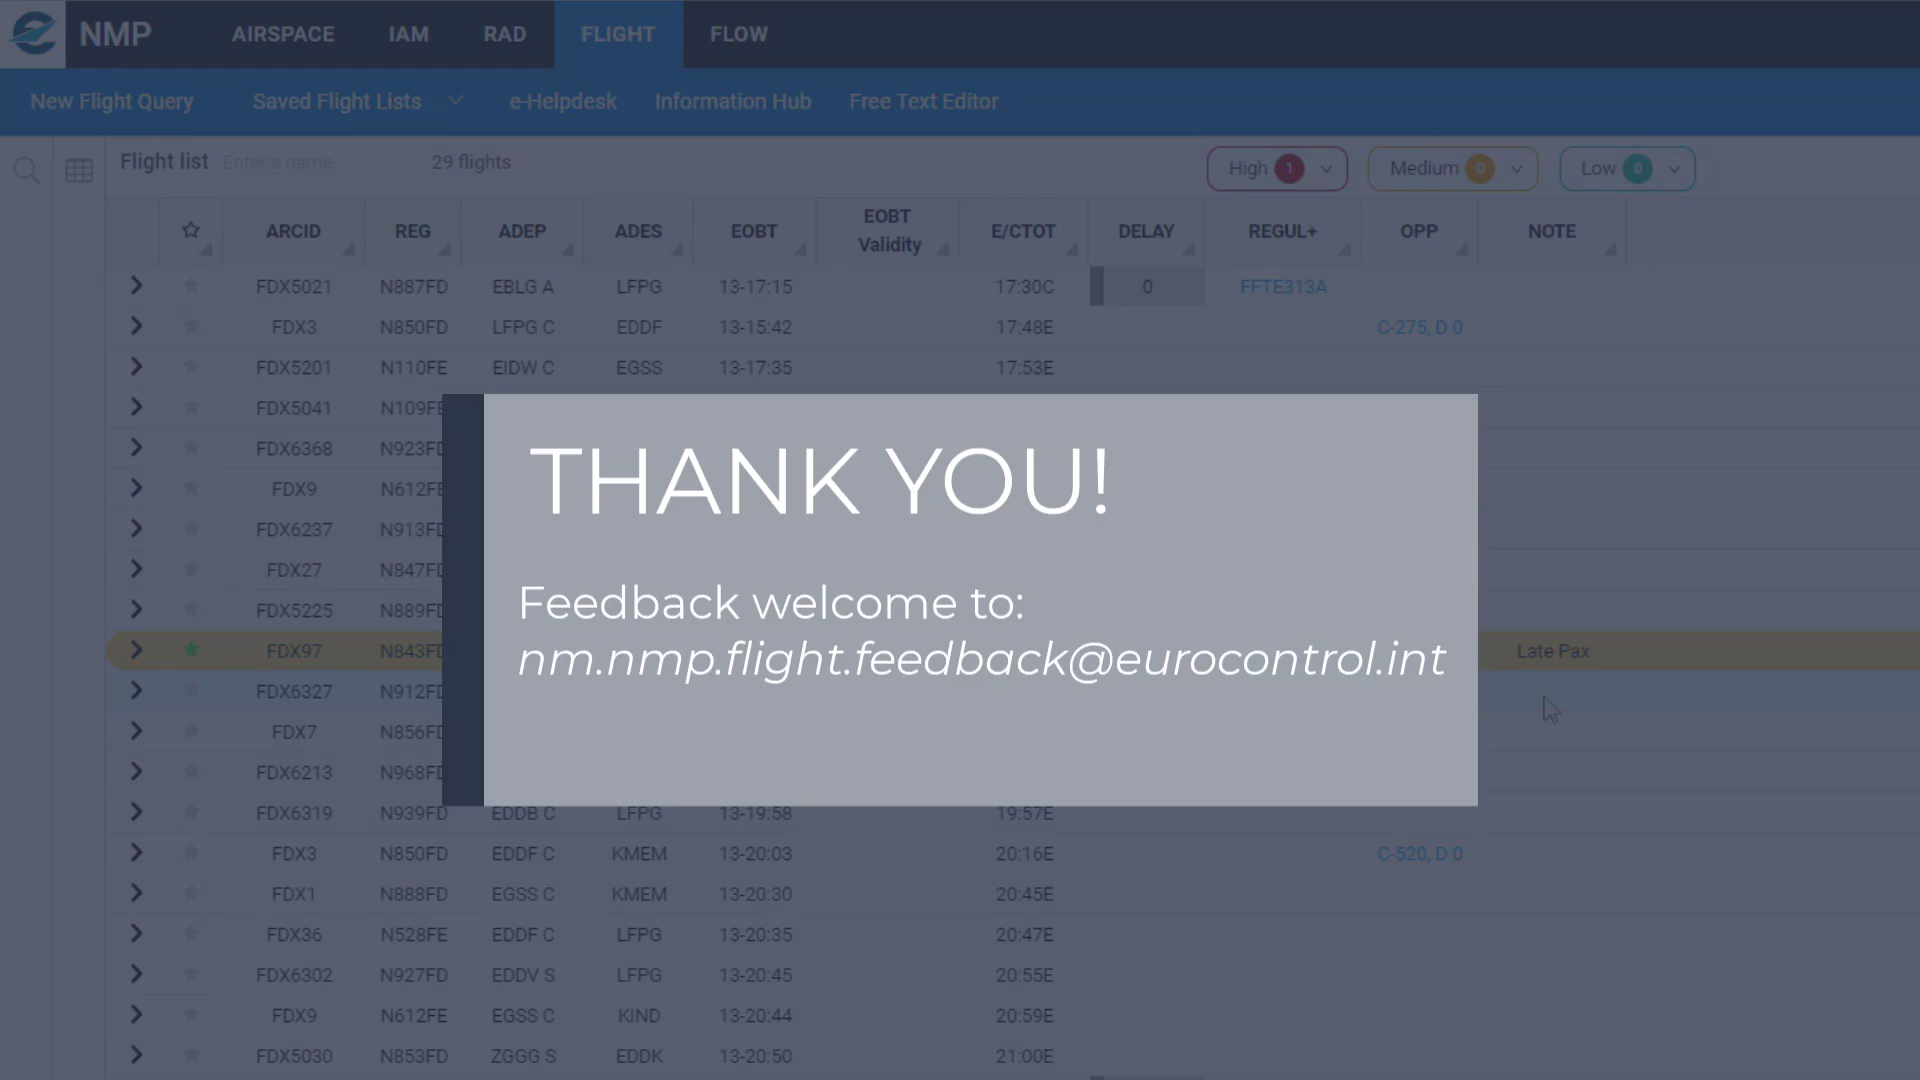 NMP AIRSPACE IAM RAD FLIGHT FLOW
New Flight Query Saved Flight Lists e-Helpdesk Information Hub Free Text Editor
Flight list Enter a name 29 flights High 1 Medium 0 Low 0
ARCID REG ADEP ADES EOBT EOBT Validity E/CTOT DELAY REGUL+ OPP NOTE
FDX5021 N887FD EBLG A LFPG 13-17:15 17:30C 0 FFTE313A
FDX3 N850FD LFPG C EDDF 13-15:42 17:48E C-275, D 0
FDX5201 N110FE EIDW C EGSS 13-17:35 17:53E
FDX5041 N109FE
FDX6368 N923FD
FDX9 N612FE
FDX6237 N913FD
FDX27 N847FD
FDX5225 N889FD
FDX97 N843FD Late Pax
FDX6327 N912FD
FDX7 N856FD
FDX6213 N968FD
THANK YOU!
Feedback welcome to:
nm.nmp.flight.feedback@eurocontrol.int
FDX6319 N939FD EDDB C LFPG 13-19:58 19:57E
FDX3 N850FD EDDF C KMEM 13-20:03 20:16E C-520, D 0
FDX1 N888FD EGSS C KMEM 13-20:30 20:45E
FDX36 N528FE EDDF C LFPG 13-20:35 20:47E
FDX6302 N927FD EDDV S LFPG 13-20:45 20:55E
FDX9 N612FE EGSS C KIND 13-20:44 20:59E
FDX5030 N853FD ZGGG S EDDK 13-20:50 21:00E